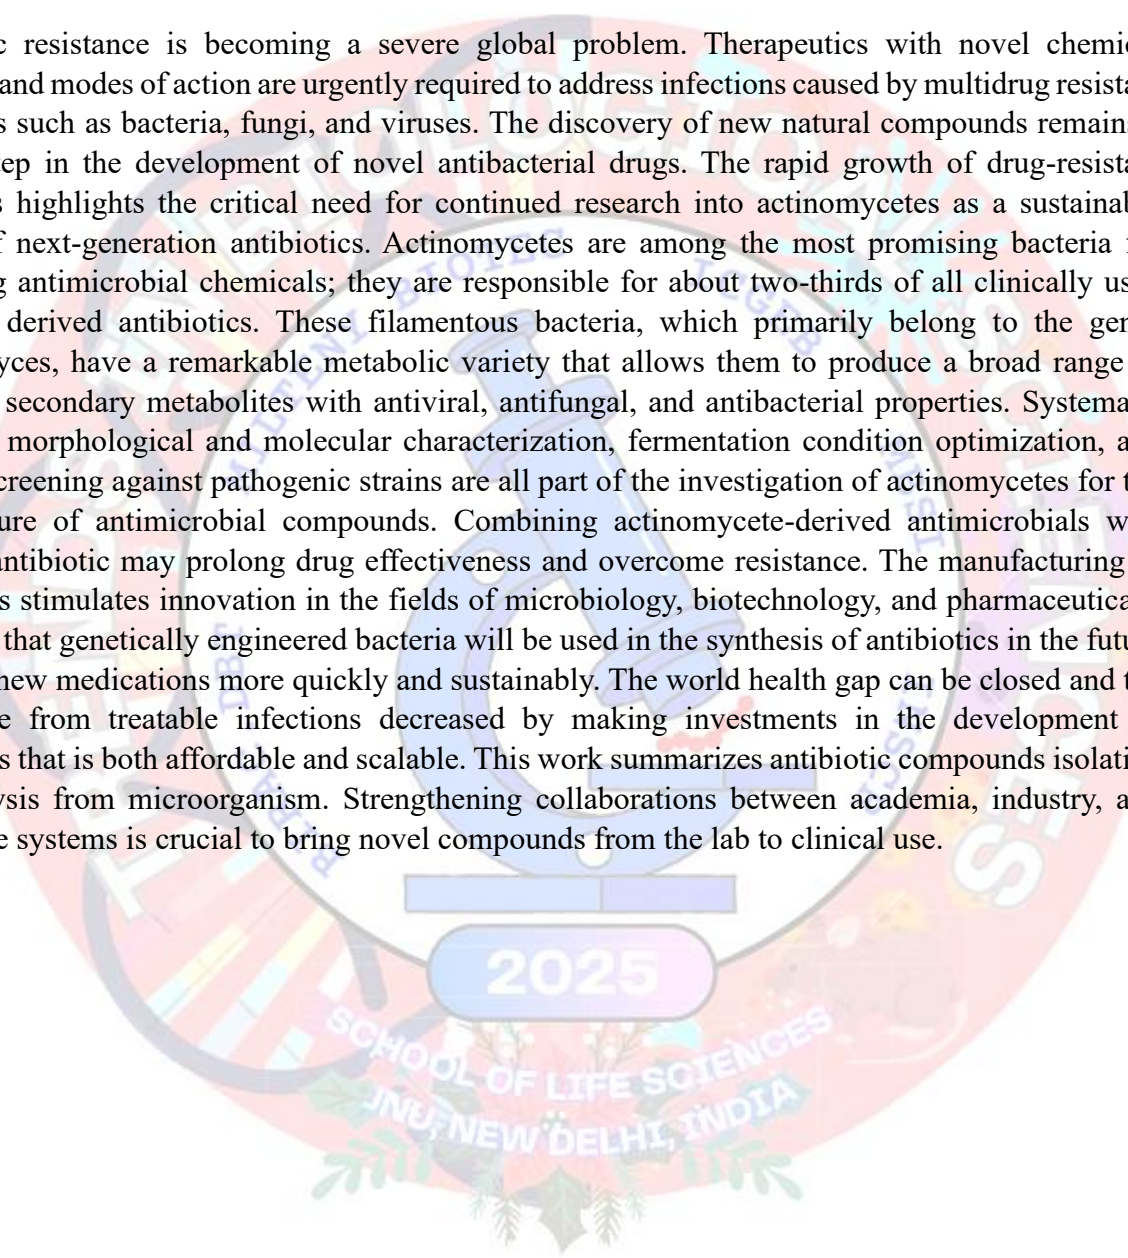 c resistance is becoming a severe global problem. Therapeutics with novel chemic
and modes of action are urgently required to address infections caused by multidrug resista
s such as bacteria, fungi, and viruses. The discovery of new natural compounds remains
ep in the development of novel antibacterial drugs. The rapid growth of drug-resista
s highlights the critical need for continued research into actinomycetes as a sustainab
f next-generation antibiotics. Actinomycetes are among the most promising bacteria f
g antimicrobial chemicals; they are responsible for about two-thirds of all clinically us
derived antibiotics. These filamentous bacteria, which primarily belong to the gen
yces, have a remarkable metabolic variety that allows them to produce a broad range
secondary metabolites with antiviral, antifungal, and antibacterial properties. Systema
morphological and molecular characterization, fermentation condition optimization, a
creening against pathogenic strains are all part of the investigation of actinomycetes for t
ure of antimicrobial compounds. Combining actinomycete-derived antimicrobials w
antibiotic may prolong drug effectiveness and overcome resistance. The manufacturing
s stimulates innovation in the fields of microbiology, biotechnology, and pharmaceutica
that genetically engineered bacteria will be used in the synthesis of antibiotics in the futu
new medications more quickly and sustainably. The world health gap can be closed and t
e from treatable infections decreased by making investments in the development
s that is both affordable and scalable. This work summarizes antibiotic compounds isolati
ysis from microorganism. Strengthening collaborations between academia, industry, a
e systems is crucial to bring novel compounds from the lab to clinical use.
2025
SCHOOL OF LIFE SCIENCES
JNU, NEW DELHI, INDIA